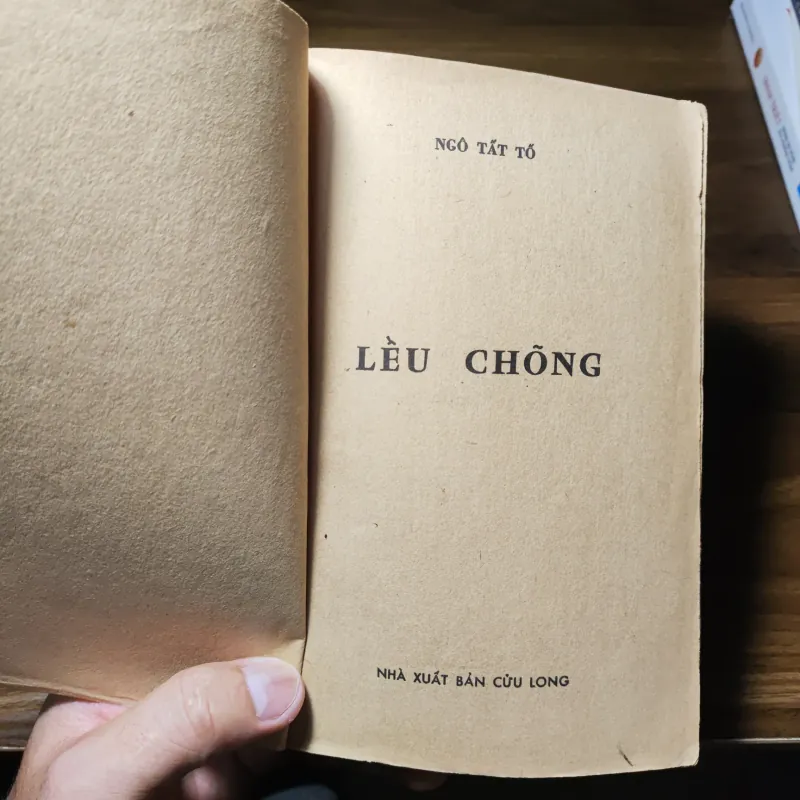 NGÔ TẤT TỐ
LỀU CHÕNG
NHÀ XUẤT BẢN CỬU LONG